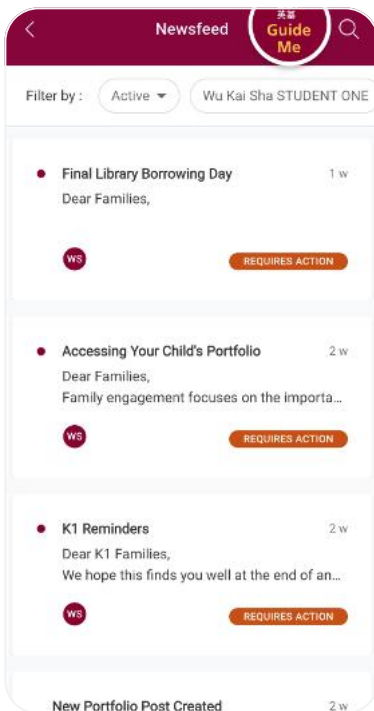 Newsfeed
英基
Guide
Me
Filter by :
Active
Wu Kai Sha STUDENT ONE
Final Library Borrowing Day 1 w
Dear Families,
WS
REQUIRES ACTION
Accessing Your Child's Portfolio 2 w
Dear Families,
Family engagement focuses on the importa...
WS
REQUIRES ACTION
K1 Reminders 2 w
Dear K1 Families,
We hope this finds you well at the end of an...
WS
REQUIRES ACTION
New Portfolio Post Created 2 w